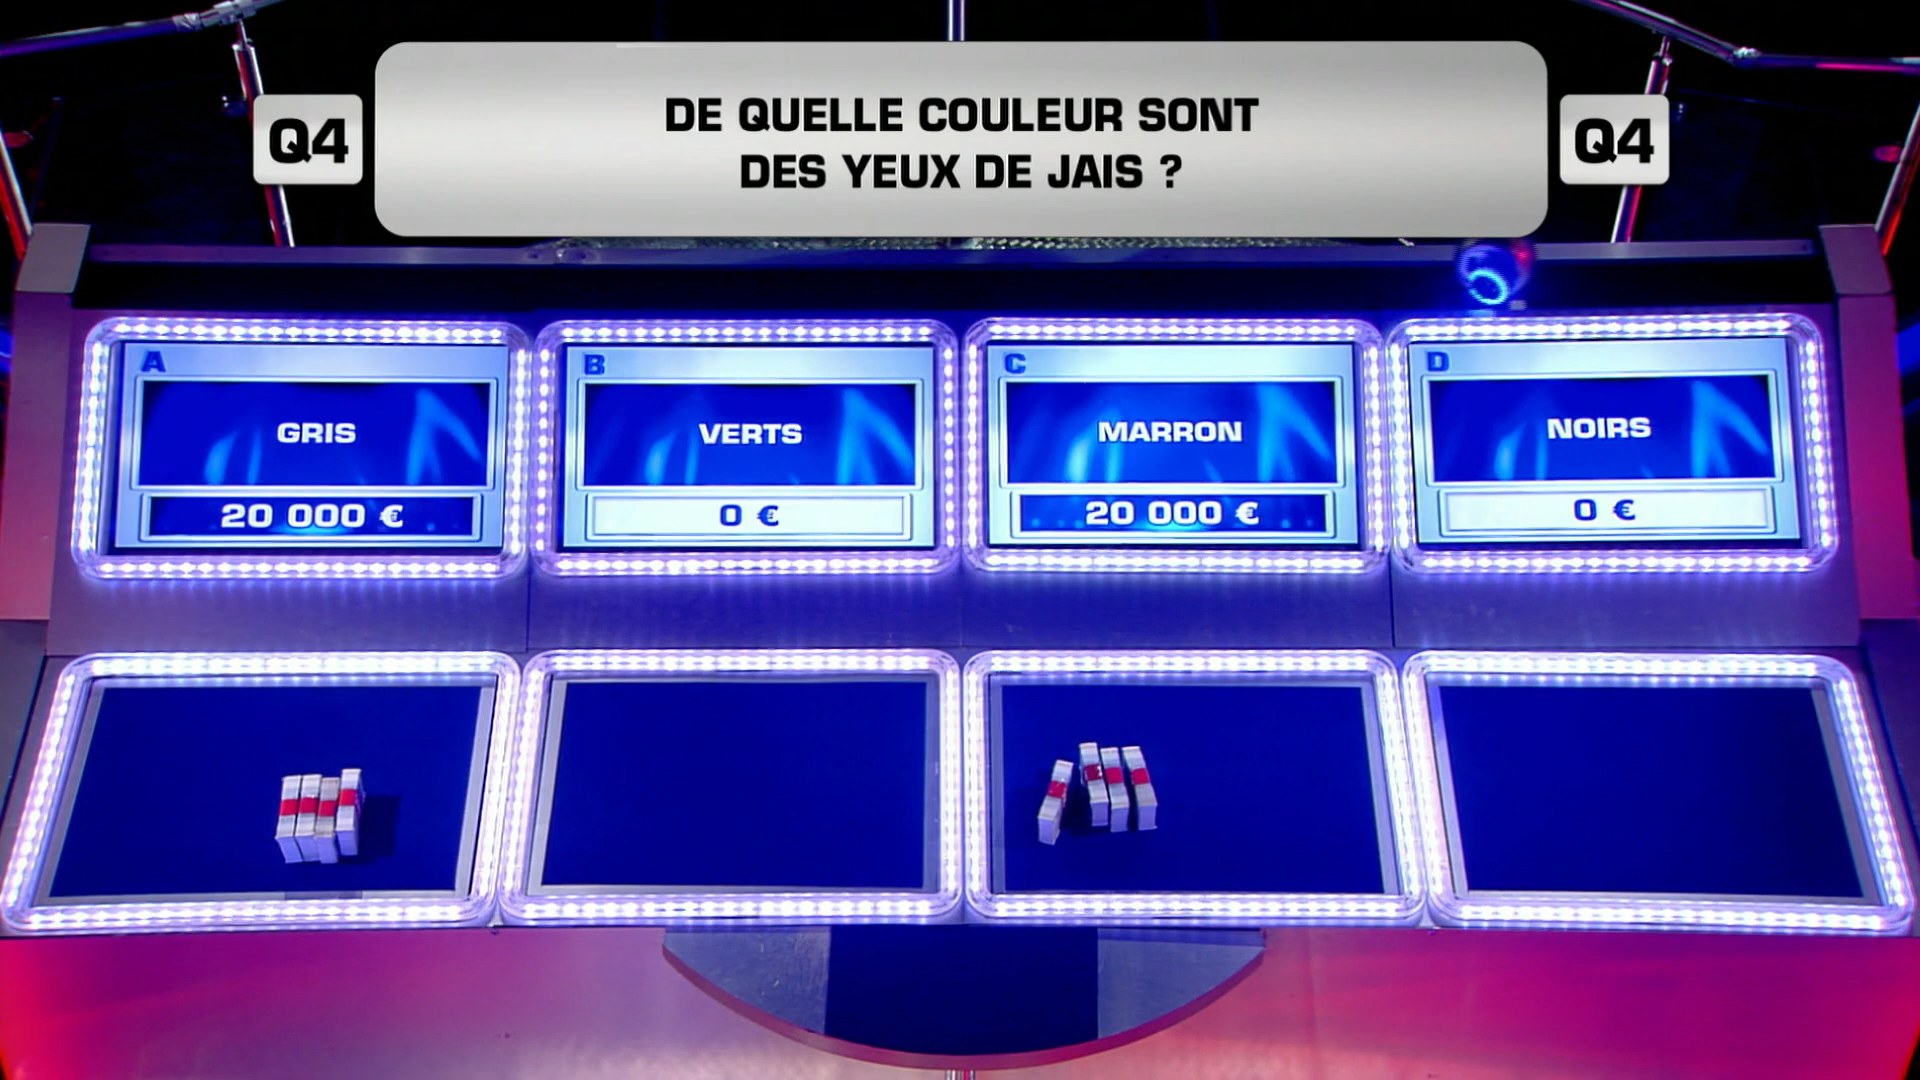 Q4
DE QUELLE COULEUR SONT
DES YEUX DE JAIS ?
Q4
A
GRIS
20 000 €
B
VERTS
0 €
C
MARRON
20 000 €
D
NOIRS
0 €